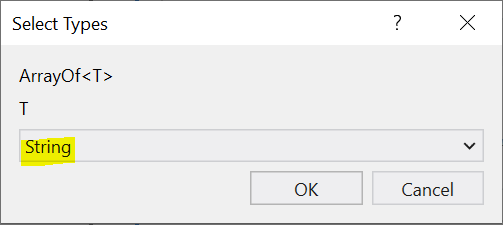 Select Types
?
ArrayOf<T>
T
String
OK
Cancel